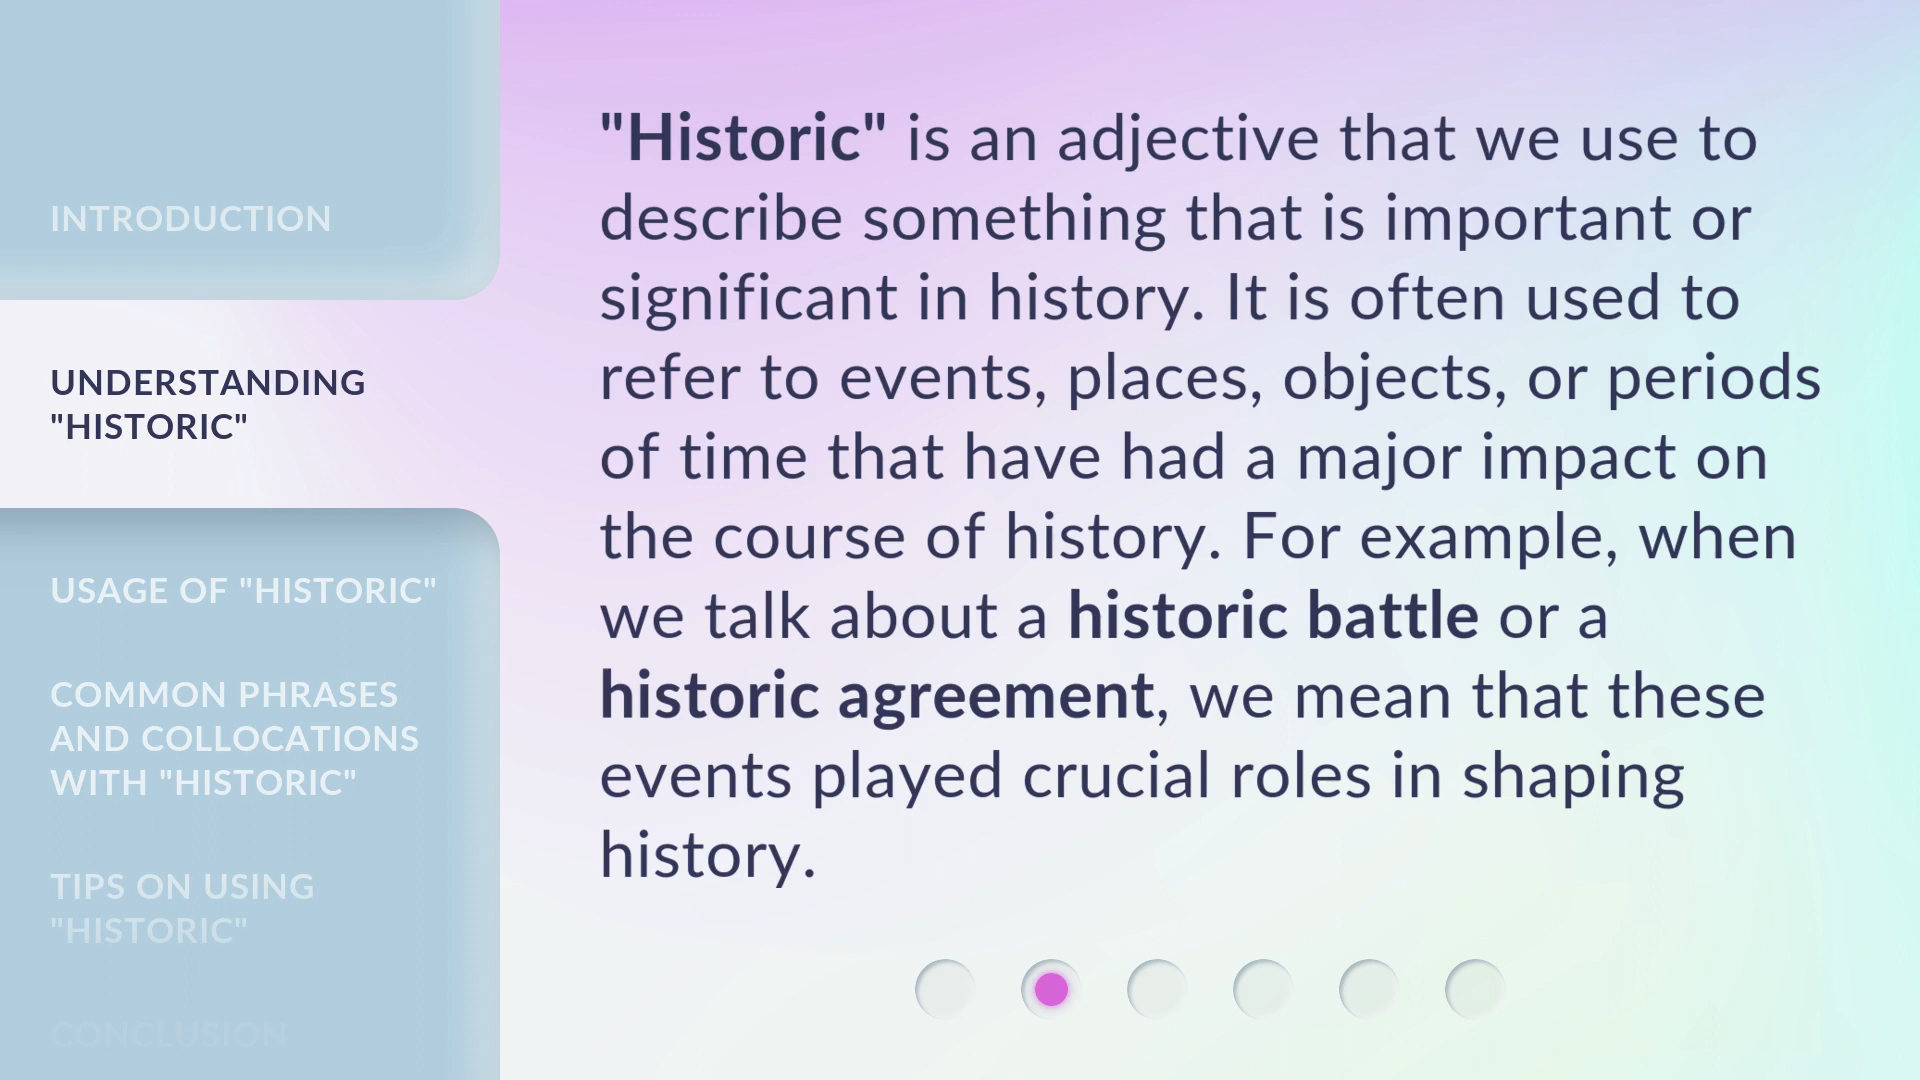 INTRODUCTION
UNDERSTANDING
"HISTORIC"
USAGE OF "HISTORIC"
COMMON PHRASES
AND COLLOCATIONS
WITH "HISTORIC"
TIPS ON USING
"HISTORIC"
CONCLUSION
"Historic" is an adjective that we use to
describe something that is important or
significant in history. It is often used to
refer to events, places, objects, or periods
of time that have had a major impact on
the course of history. For example, when
we talk about a historic battle or a
historic agreement, we mean that these
events played crucial roles in shaping
history.